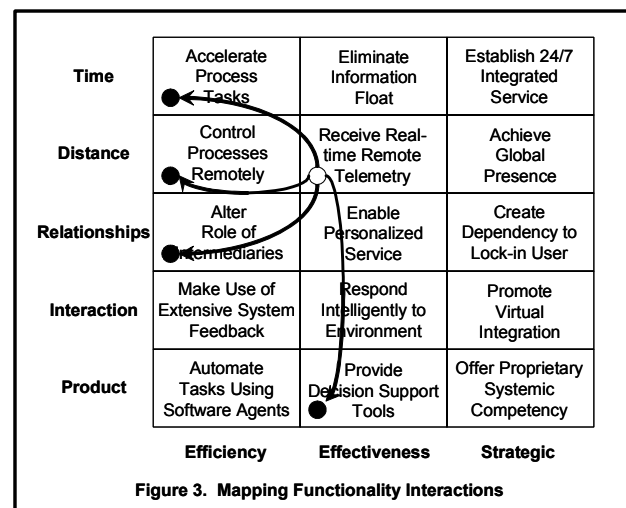 Time
Accelerate
Process
Tasks
Eliminate
Information
Float
Establish 24/7
Integrated
Service
Distance
Control
Processes
Remotely
Receive Real-
time Remote
Telemetry
Achieve
Global
Presence
Relationships
Alter
Role of
Intermediaries
Enable
Personalized
Service
Create
Dependency to
Lock-in User
Interaction
Make Use of
Extensive System
Feedback
Respond
Intelligently to
Environment
Promote
Virtual
Integration
Product
Automate
Tasks Using
Software Agents
Provide
Decision Support
Tools
Offer Proprietary
Systemic
Competency
Efficiency
Effectiveness
Strategic
Figure 3. Mapping Functionality Interactions